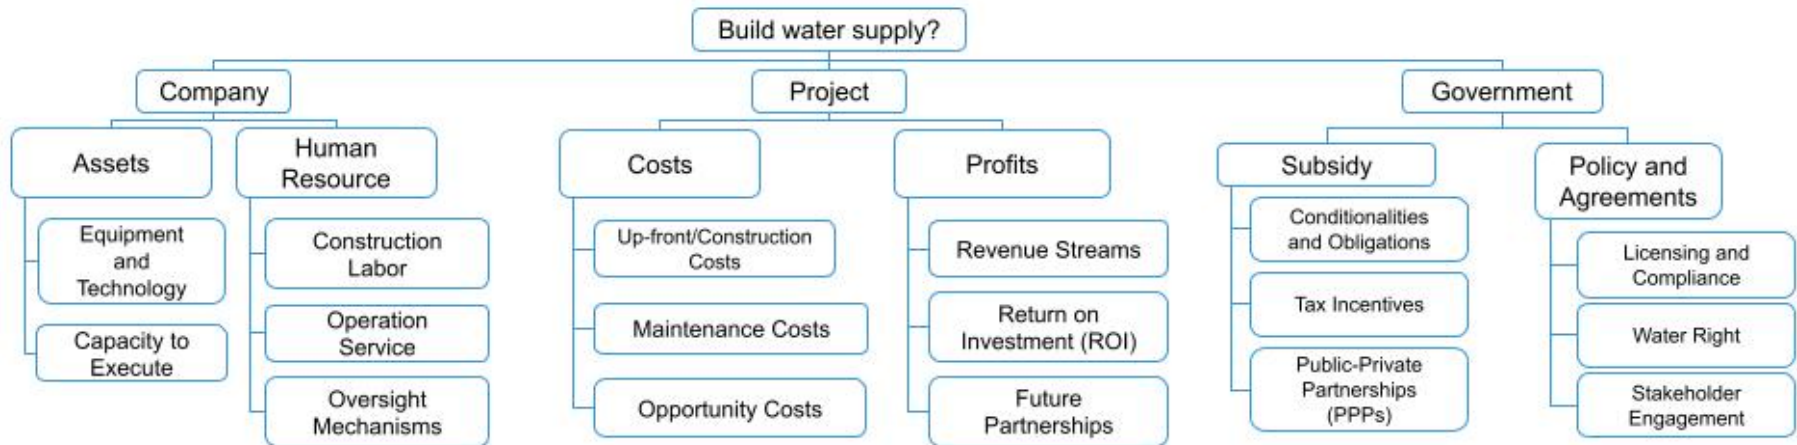 Build water supply?
Company
Project
Government
Assets
Human
Resource
Costs
Profits
Subsidy
Policy and
Agreements
Equipment
and
Technology
Capacity to
Execute
Construction
Labor
Operation
Service
Oversight
Mechanisms
Up-front/Construction
Costs
Maintenance Costs
Opportunity Costs
Revenue Streams
Return on
Investment (ROI)
Future
Partnerships
Conditionalities
and Obligations
Tax Incentives
Public-Private
Partnerships
(PPPs)
Licensing and
Compliance
Water Right
Stakeholder
Engagement